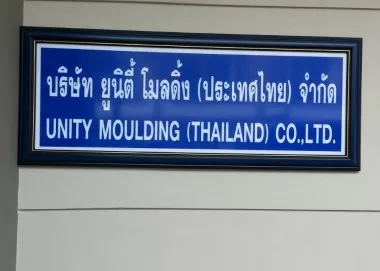 บริษัท ยูนิตี้ โมลดิ้ง (ประเทศไทย) จำกัด
UNITY MOULDING (THAILAND) CO.,LTD.